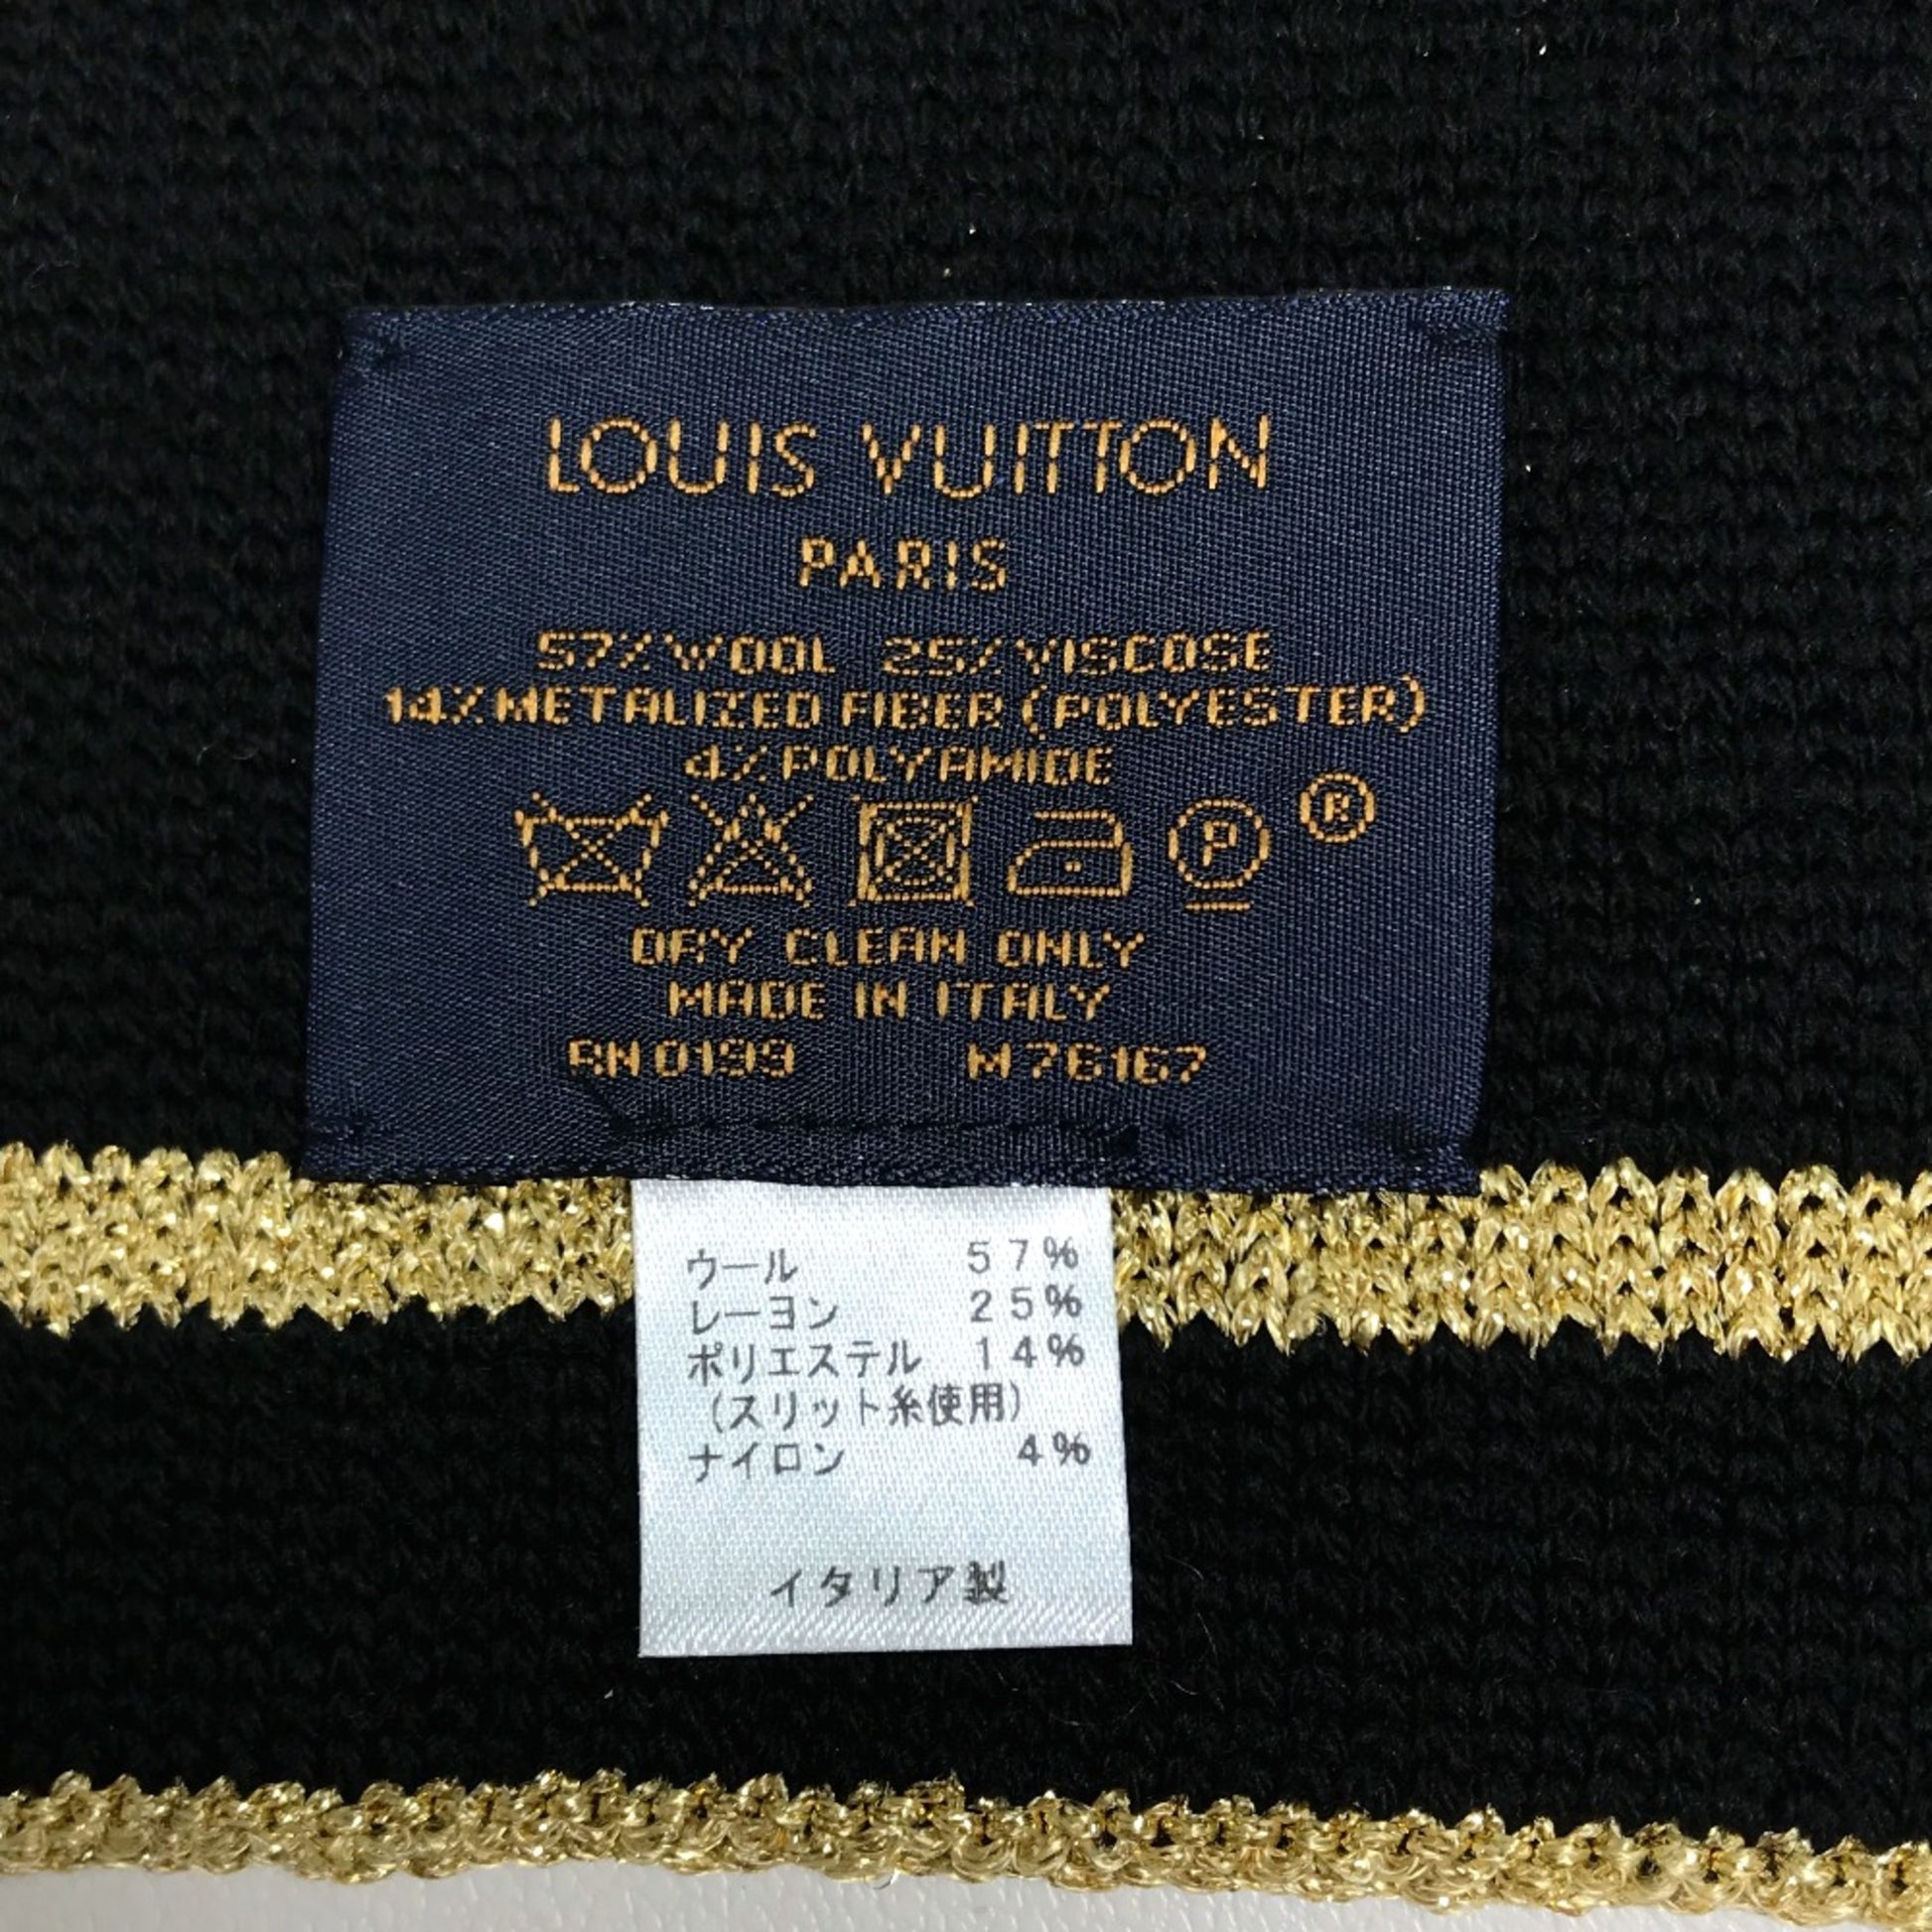 LOUIS VUITTON
PARIS
57% WOOL 25% VISCOSE
14% METALIZED FIBER (POLYESTER)
4% POLYAMIDE
P ®
DRY CLEAN ONLY
MADE IN ITALY
RN0199 M76167
ウール 57%
レーヨン 25%
ポリエステル 14%
(スリット糸使用)
ナイロン 4%
イタリア製